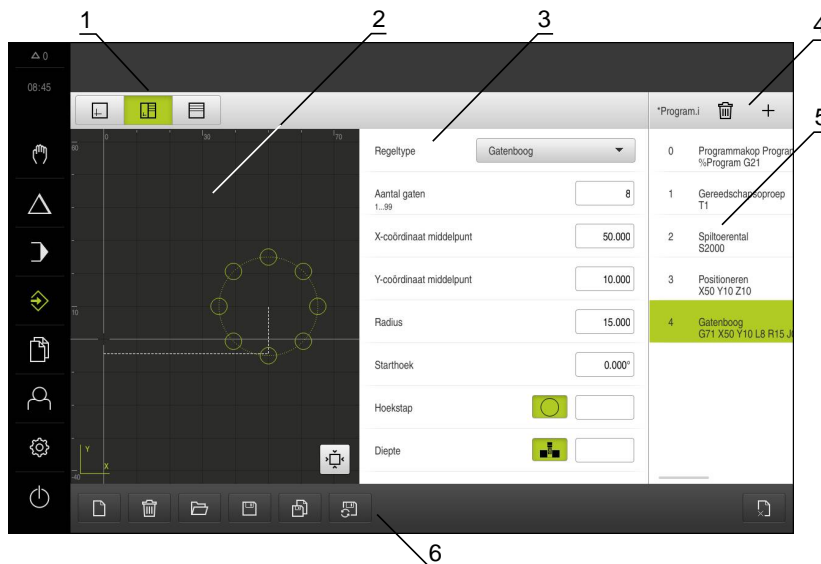 1
2
3
4
5
6
0
08:45
0
30
70
60
10
-40
Y
X
Regeltype
Gatenboog
Aantal gaten
1...99
8
X-coördinaat middelpunt
50.000
Y-coördinaat middelpunt
10.000
Radius
15.000
Starthoek
0.000°
Hoekstap
Diepte
*Program.i
0 Programmakop Program
%Program G21
1 Gereedschapsoproep
T1
2 Spiltoerental
S2000
3 Positioneren
X50 Y10 Z10
4 Gatenboog
G71 X50 Y10 L8 R15